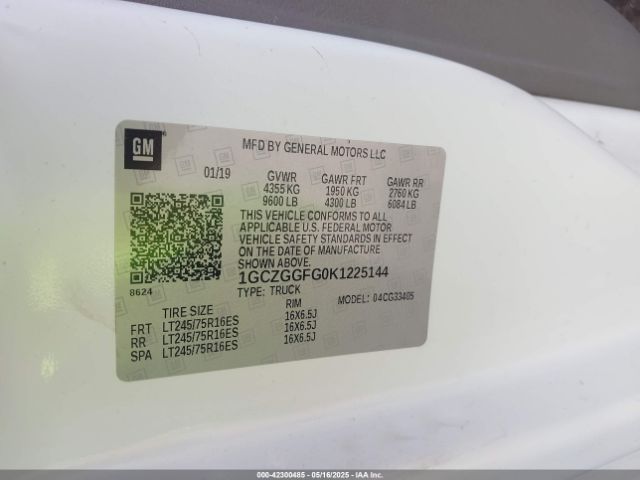 GM
MFD BY GENERAL MOTORS LLC
01/19 GVWR GAWR FRT GAWR RR
4355 KG 1950 KG 2760 KG
9600 LB 4300 LB 6084 LB
THIS VEHICLE CONFORMS TO ALL
APPLICABLE U.S. FEDERAL MOTOR
VEHICLE SAFETY STANDARDS IN EFFECT
ON THE DATE OF MANUFACTURE
SHOWN ABOVE.
8624 1GCZGGFG0K1225144
TYPE: TRUCK MODEL: 04CG33405
TIRE SIZE RIM
FRT LT245/75R16ES 16X6.5J
RR LT245/75R16ES 16X6.5J
SPA LT245/75R16ES 16X6.5J
000-42300485 - 05/16/2025 - IAAI.COM